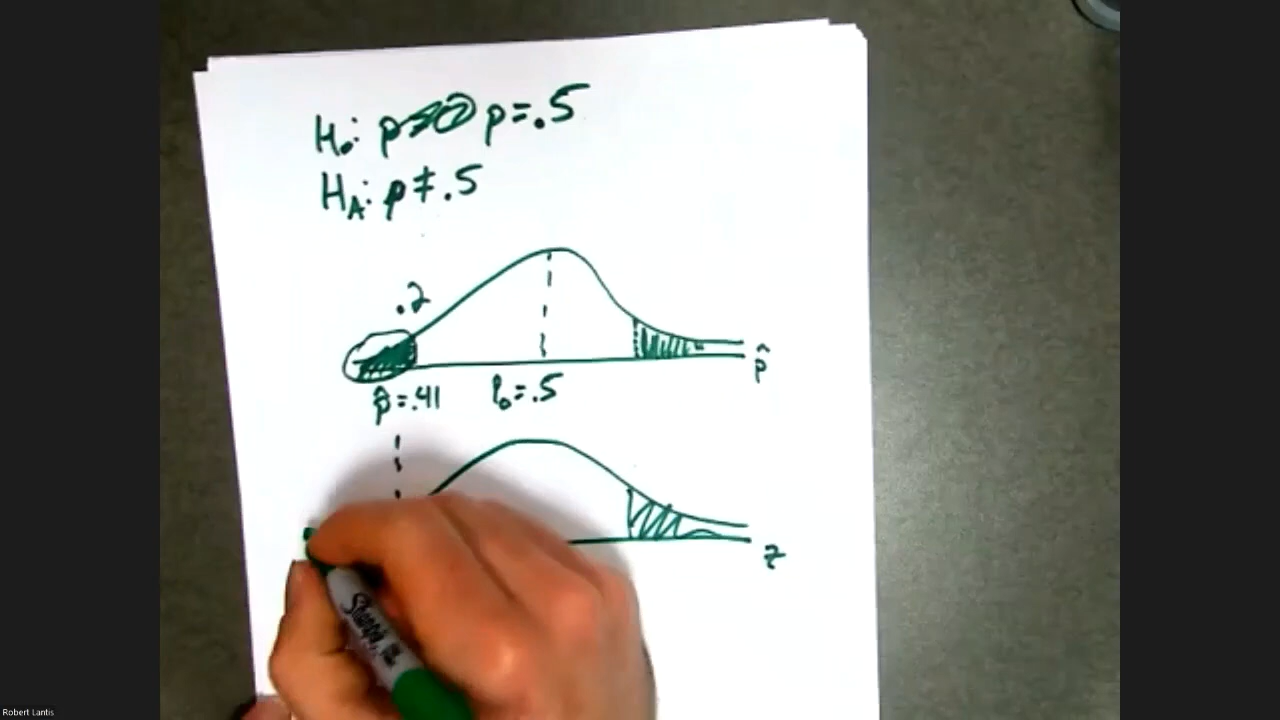 H₀: p p=.5
H_A: p≠.5
.2
p̂
p̂=.41 p₀=.5
z
Sharpie
Robert Lantis